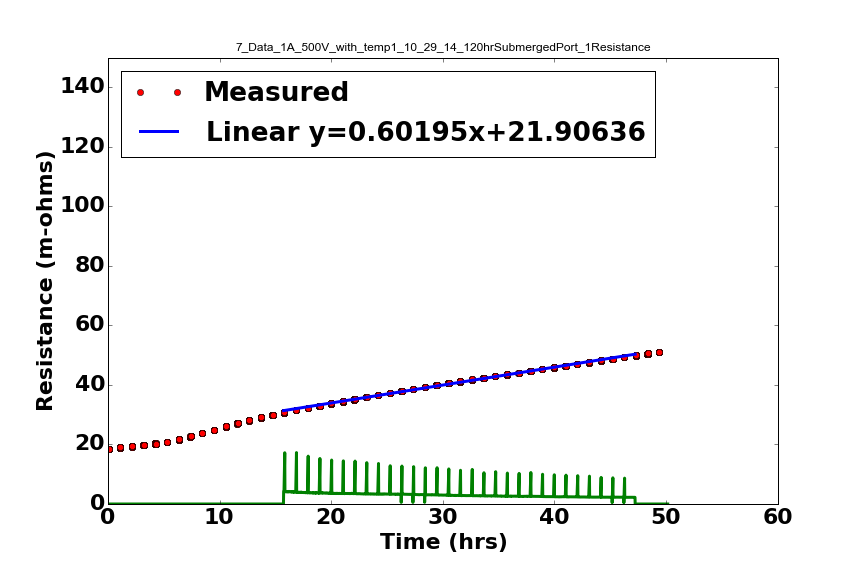 7_Data_1A_500V_with_temp1_10_29_14_120hrSubmergedPort_1Resistance
Measured
Linear y=0.60195x+21.90636
Resistance (m-ohms)
140
120
100
80
60
40
20
0
0 10 20 30 40 50 60
Time (hrs)